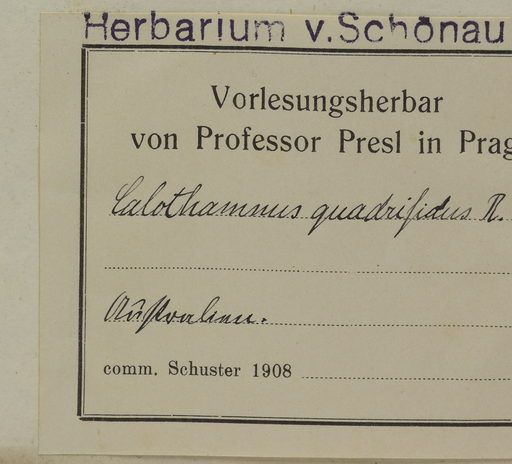 Herbarium v. Schönau
Vorlesungsherbar
von Professor Presl in Prag
Calothamnus quadrifidus R.
Australien.
comm. Schuster 1908